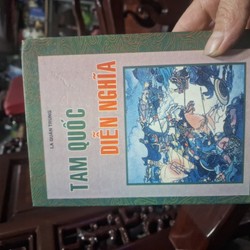 LA QUÁN TRUNG
TAM QUỐC
DIỄN NGHĨA